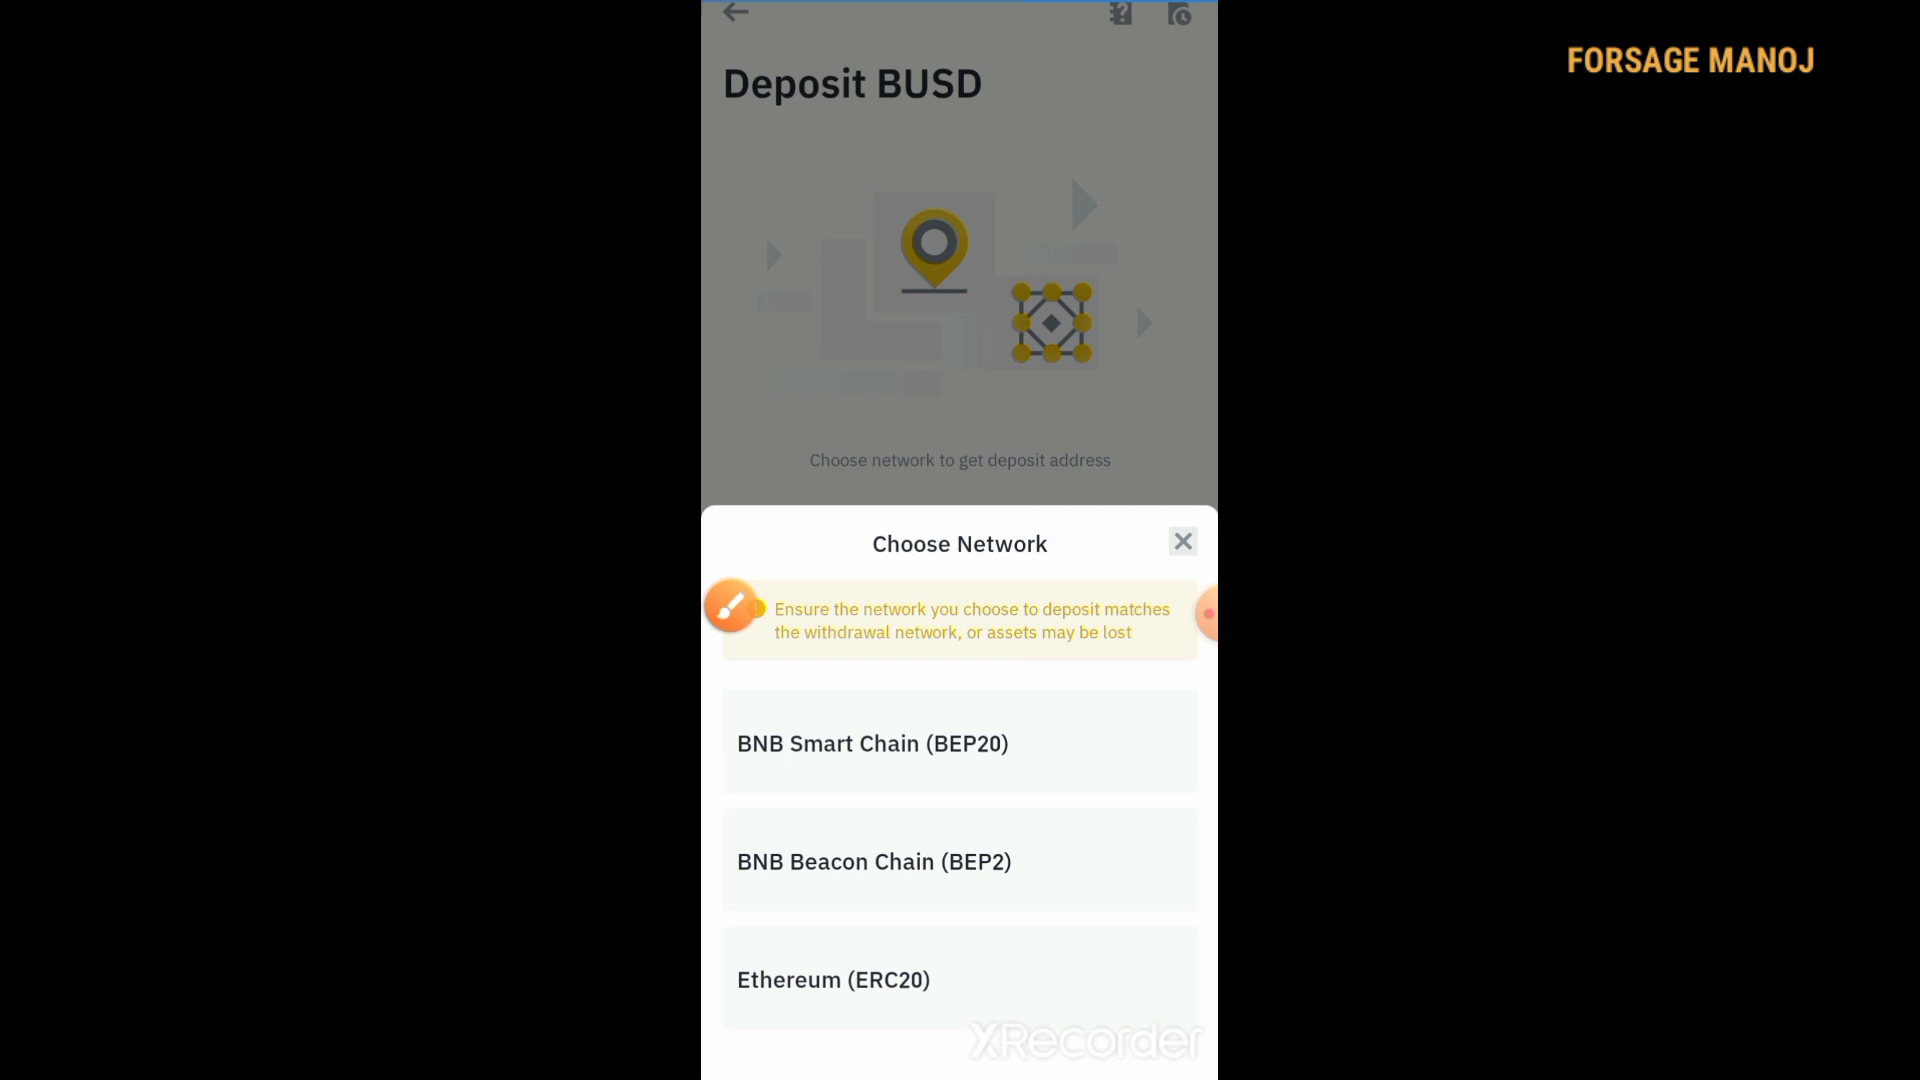 FORSAGE MANOJ
Deposit BUSD
Choose network to get deposit address
Choose Network
Ensure the network you choose to deposit matches
the withdrawal network, or assets may be lost
BNB Smart Chain (BEP20)
BNB Beacon Chain (BEP2)
Ethereum (ERC20)
XRecorder